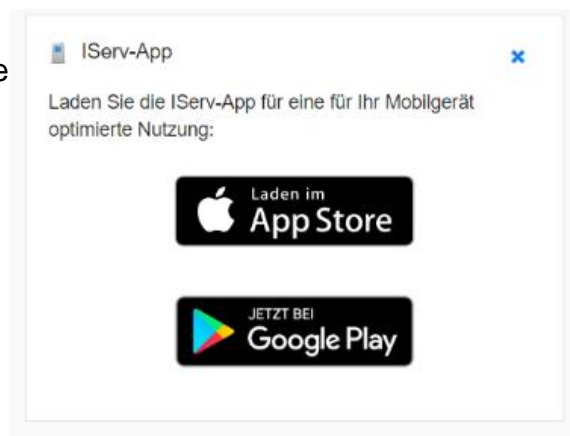 e
IServ-App
Laden Sie die IServ-App für eine für Ihr Mobilgerät
optimierte Nutzung:
Laden im
App Store
JETZT BEI
Google Play